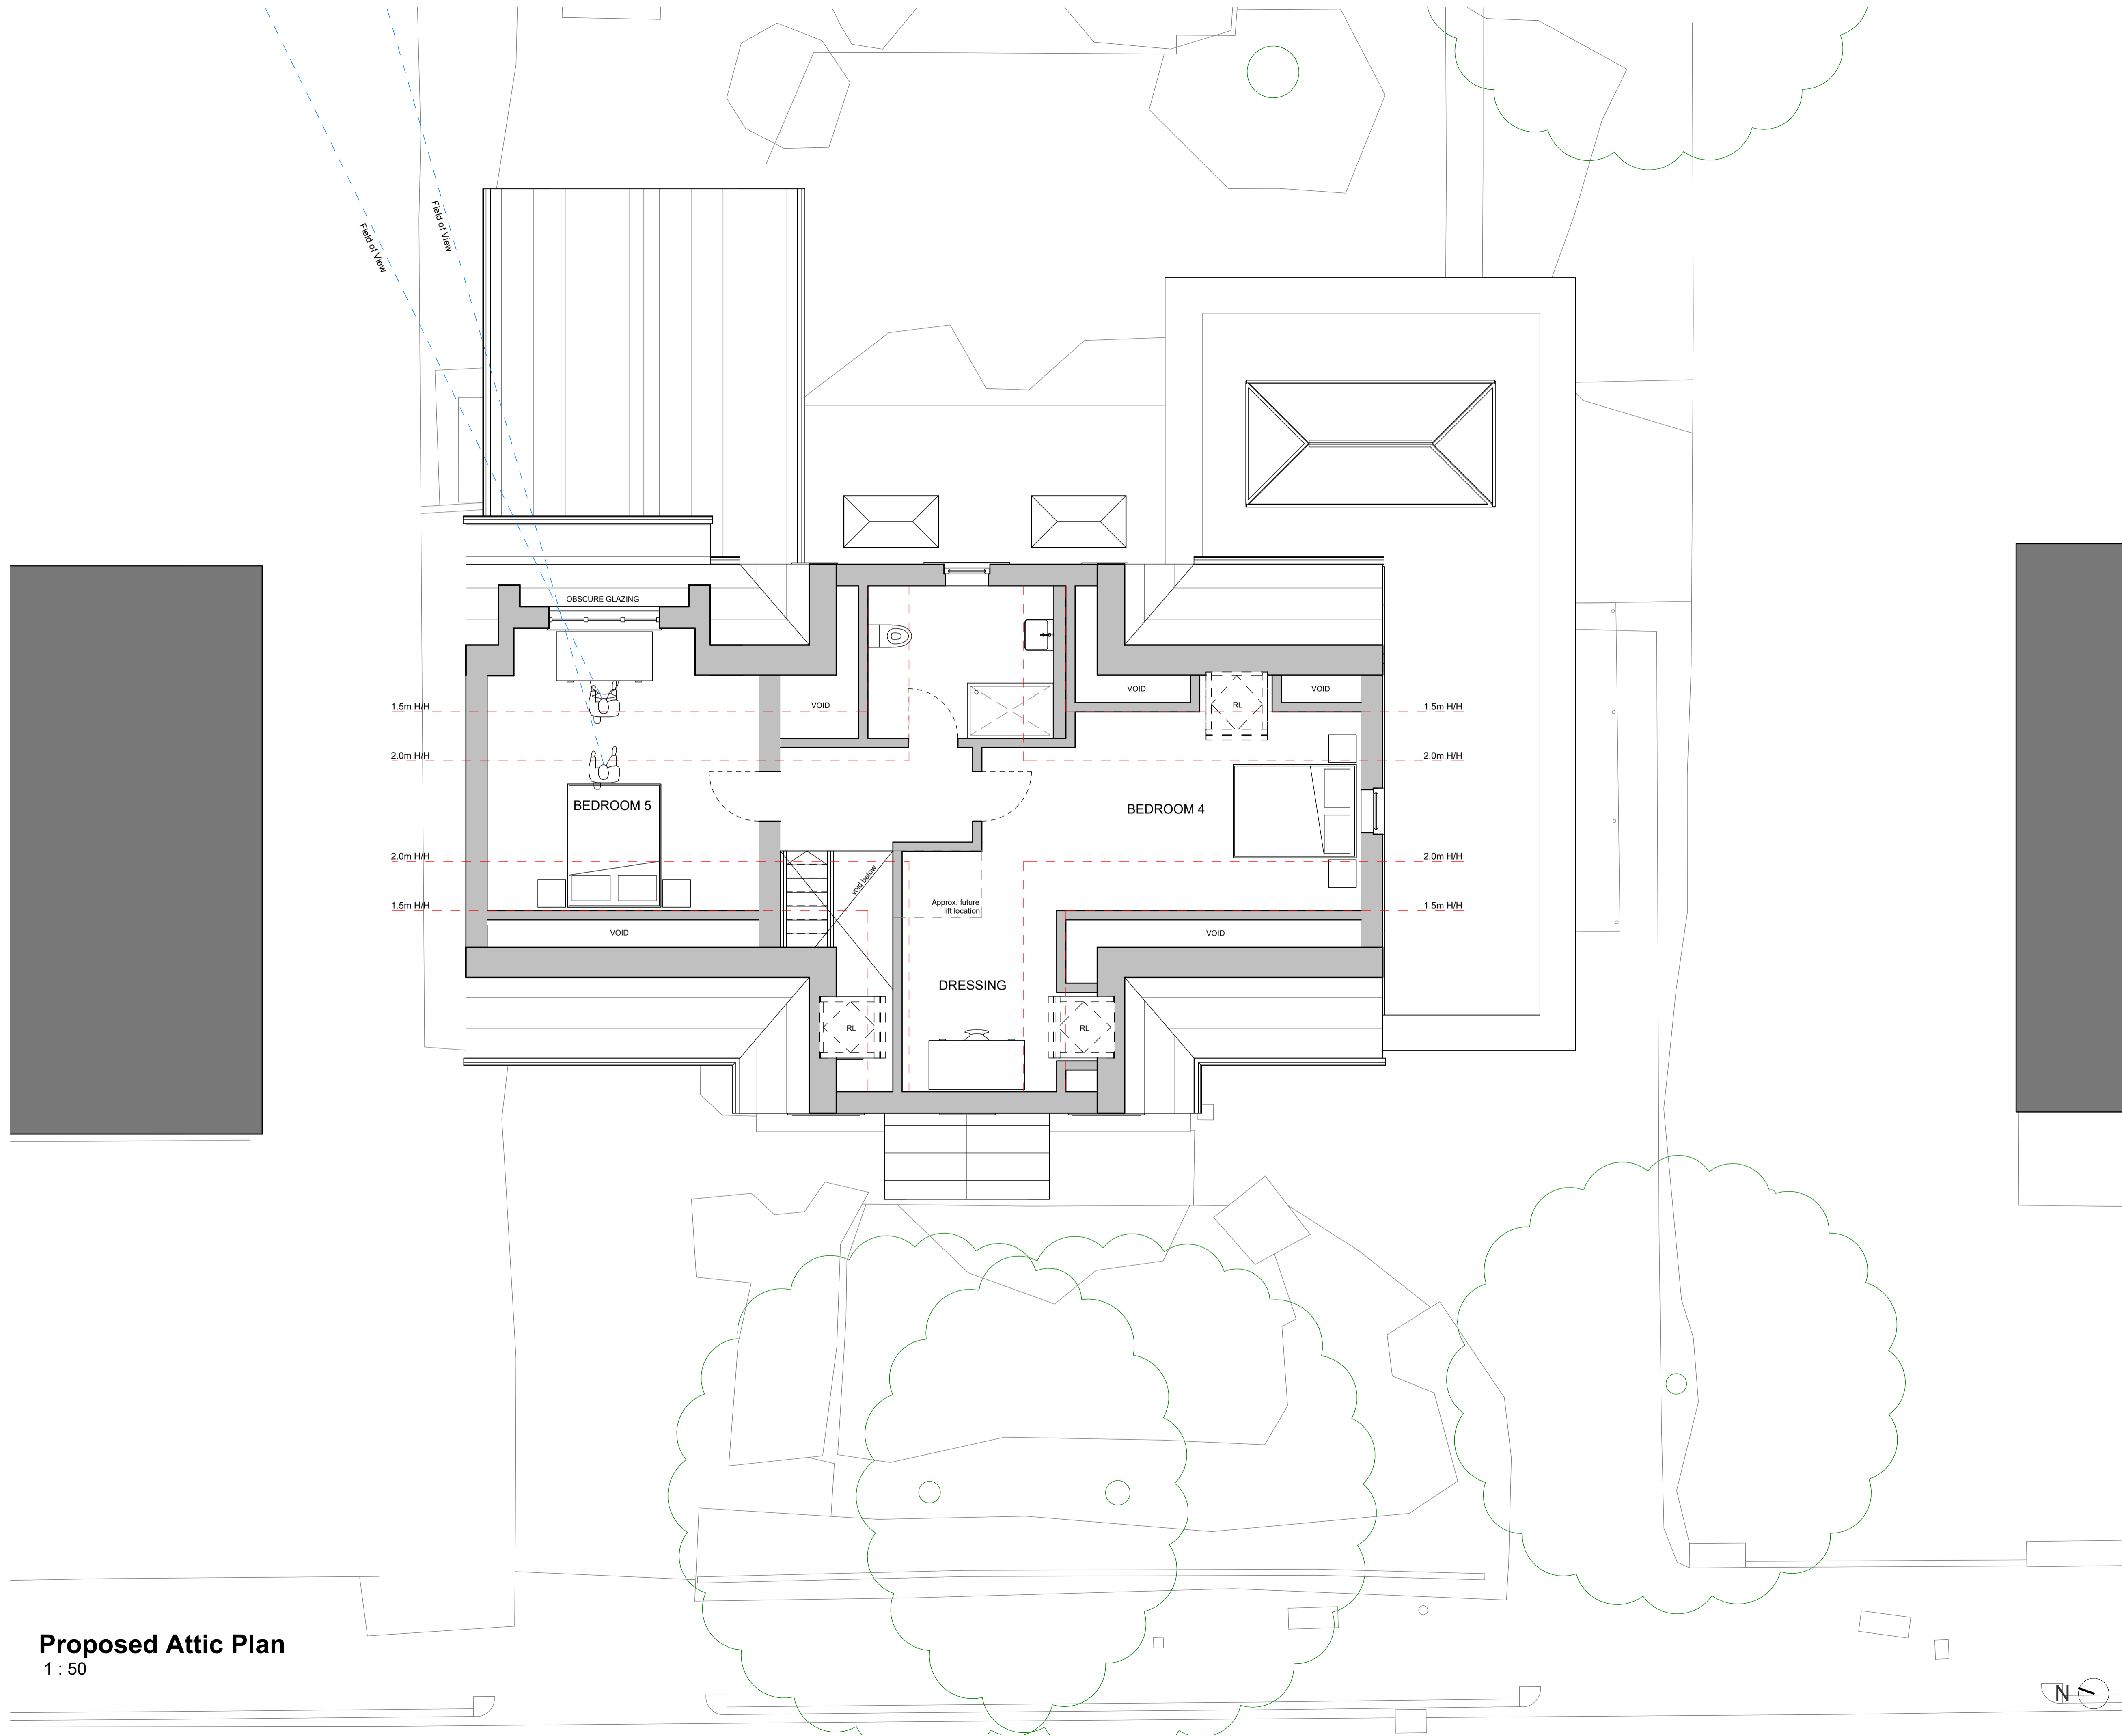 Field of View
Field of View
OBSCURE GLAZING
1.5m H/H
VOID
VOID
RL
VOID
1.5m H/H
2.0m H/H
2.0m H/H
BEDROOM 5
BEDROOM 4
2.0m H/H
void below
2.0m H/H
1.5m H/H
Approx. future
lift location
1.5m H/H
VOID
VOID
DRESSING
RL
RL
Proposed Attic Plan
1 : 50
N